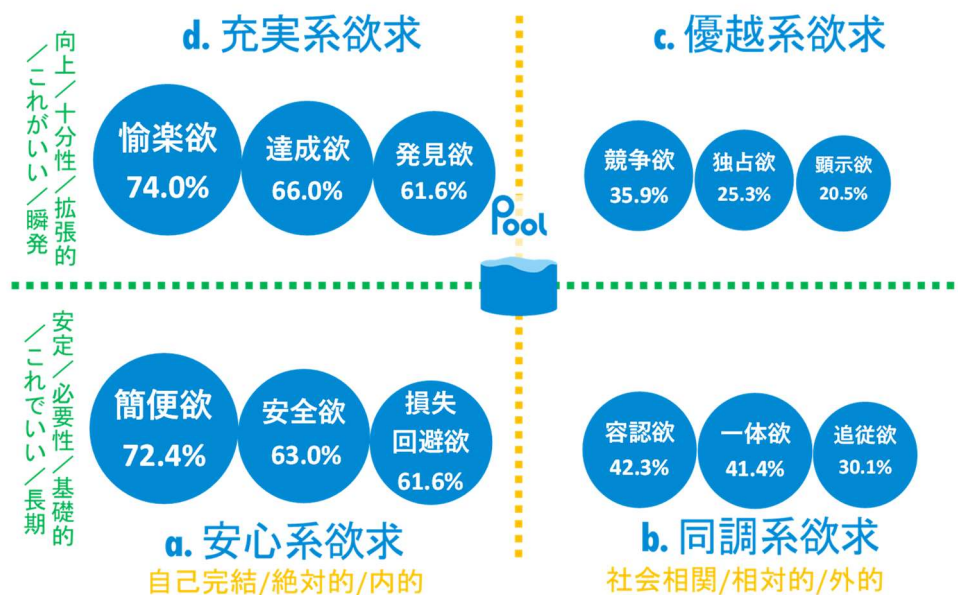 d. 充実系欲求
c. 優越系欲求
向上/十分性/拡張的
/これがいい/瞬発
愉楽欲
74.0%
達成欲
66.0%
発見欲
61.6%
競争欲
35.9%
独占欲
25.3%
顕示欲
20.5%
Pool
安定/必要性/基礎的
/これでいい/長期
簡便欲
72.4%
安全欲
63.0%
損失
回避欲
61.6%
容認欲
42.3%
一体欲
41.4%
追従欲
30.1%
a. 安心系欲求
b. 同調系欲求
自己完結/絶対的/内的
社会相関/相対的/外的